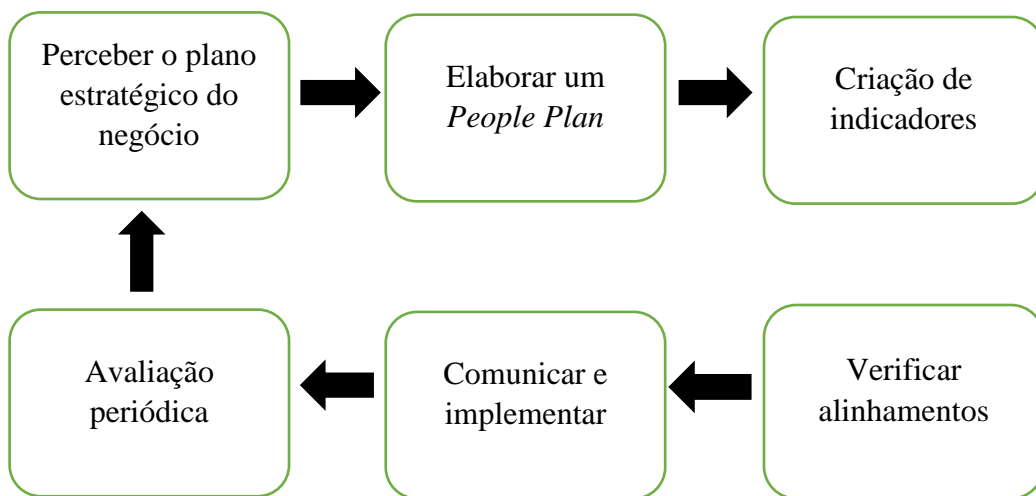 Perceber o plano
estratégico do
negócio
Elaborar um
People Plan
Criação de
indicadores
Verificar
alinhamentos
Comunicar e
implementar
Avaliação
periódica